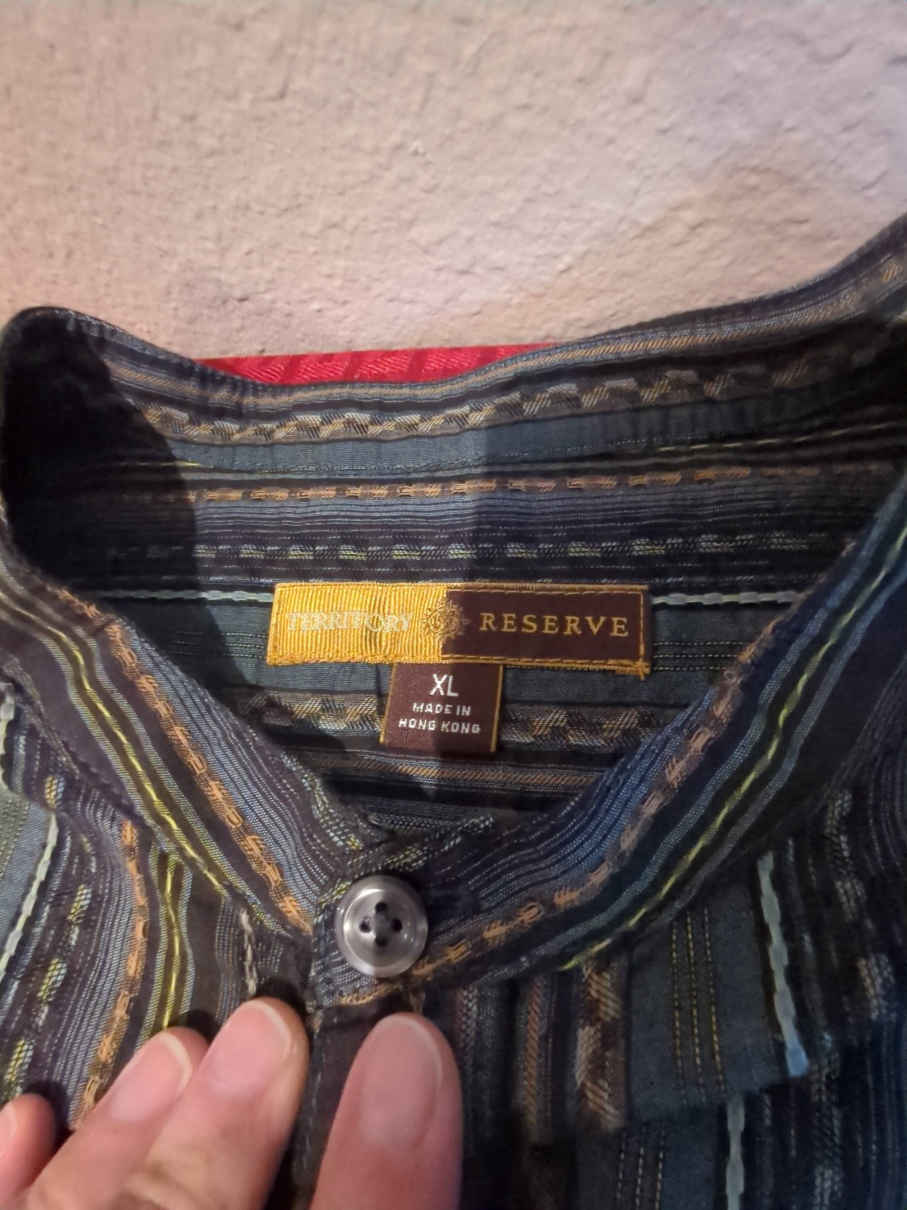 TERRITORY RESERVE
XL
MADE IN
HONG KONG